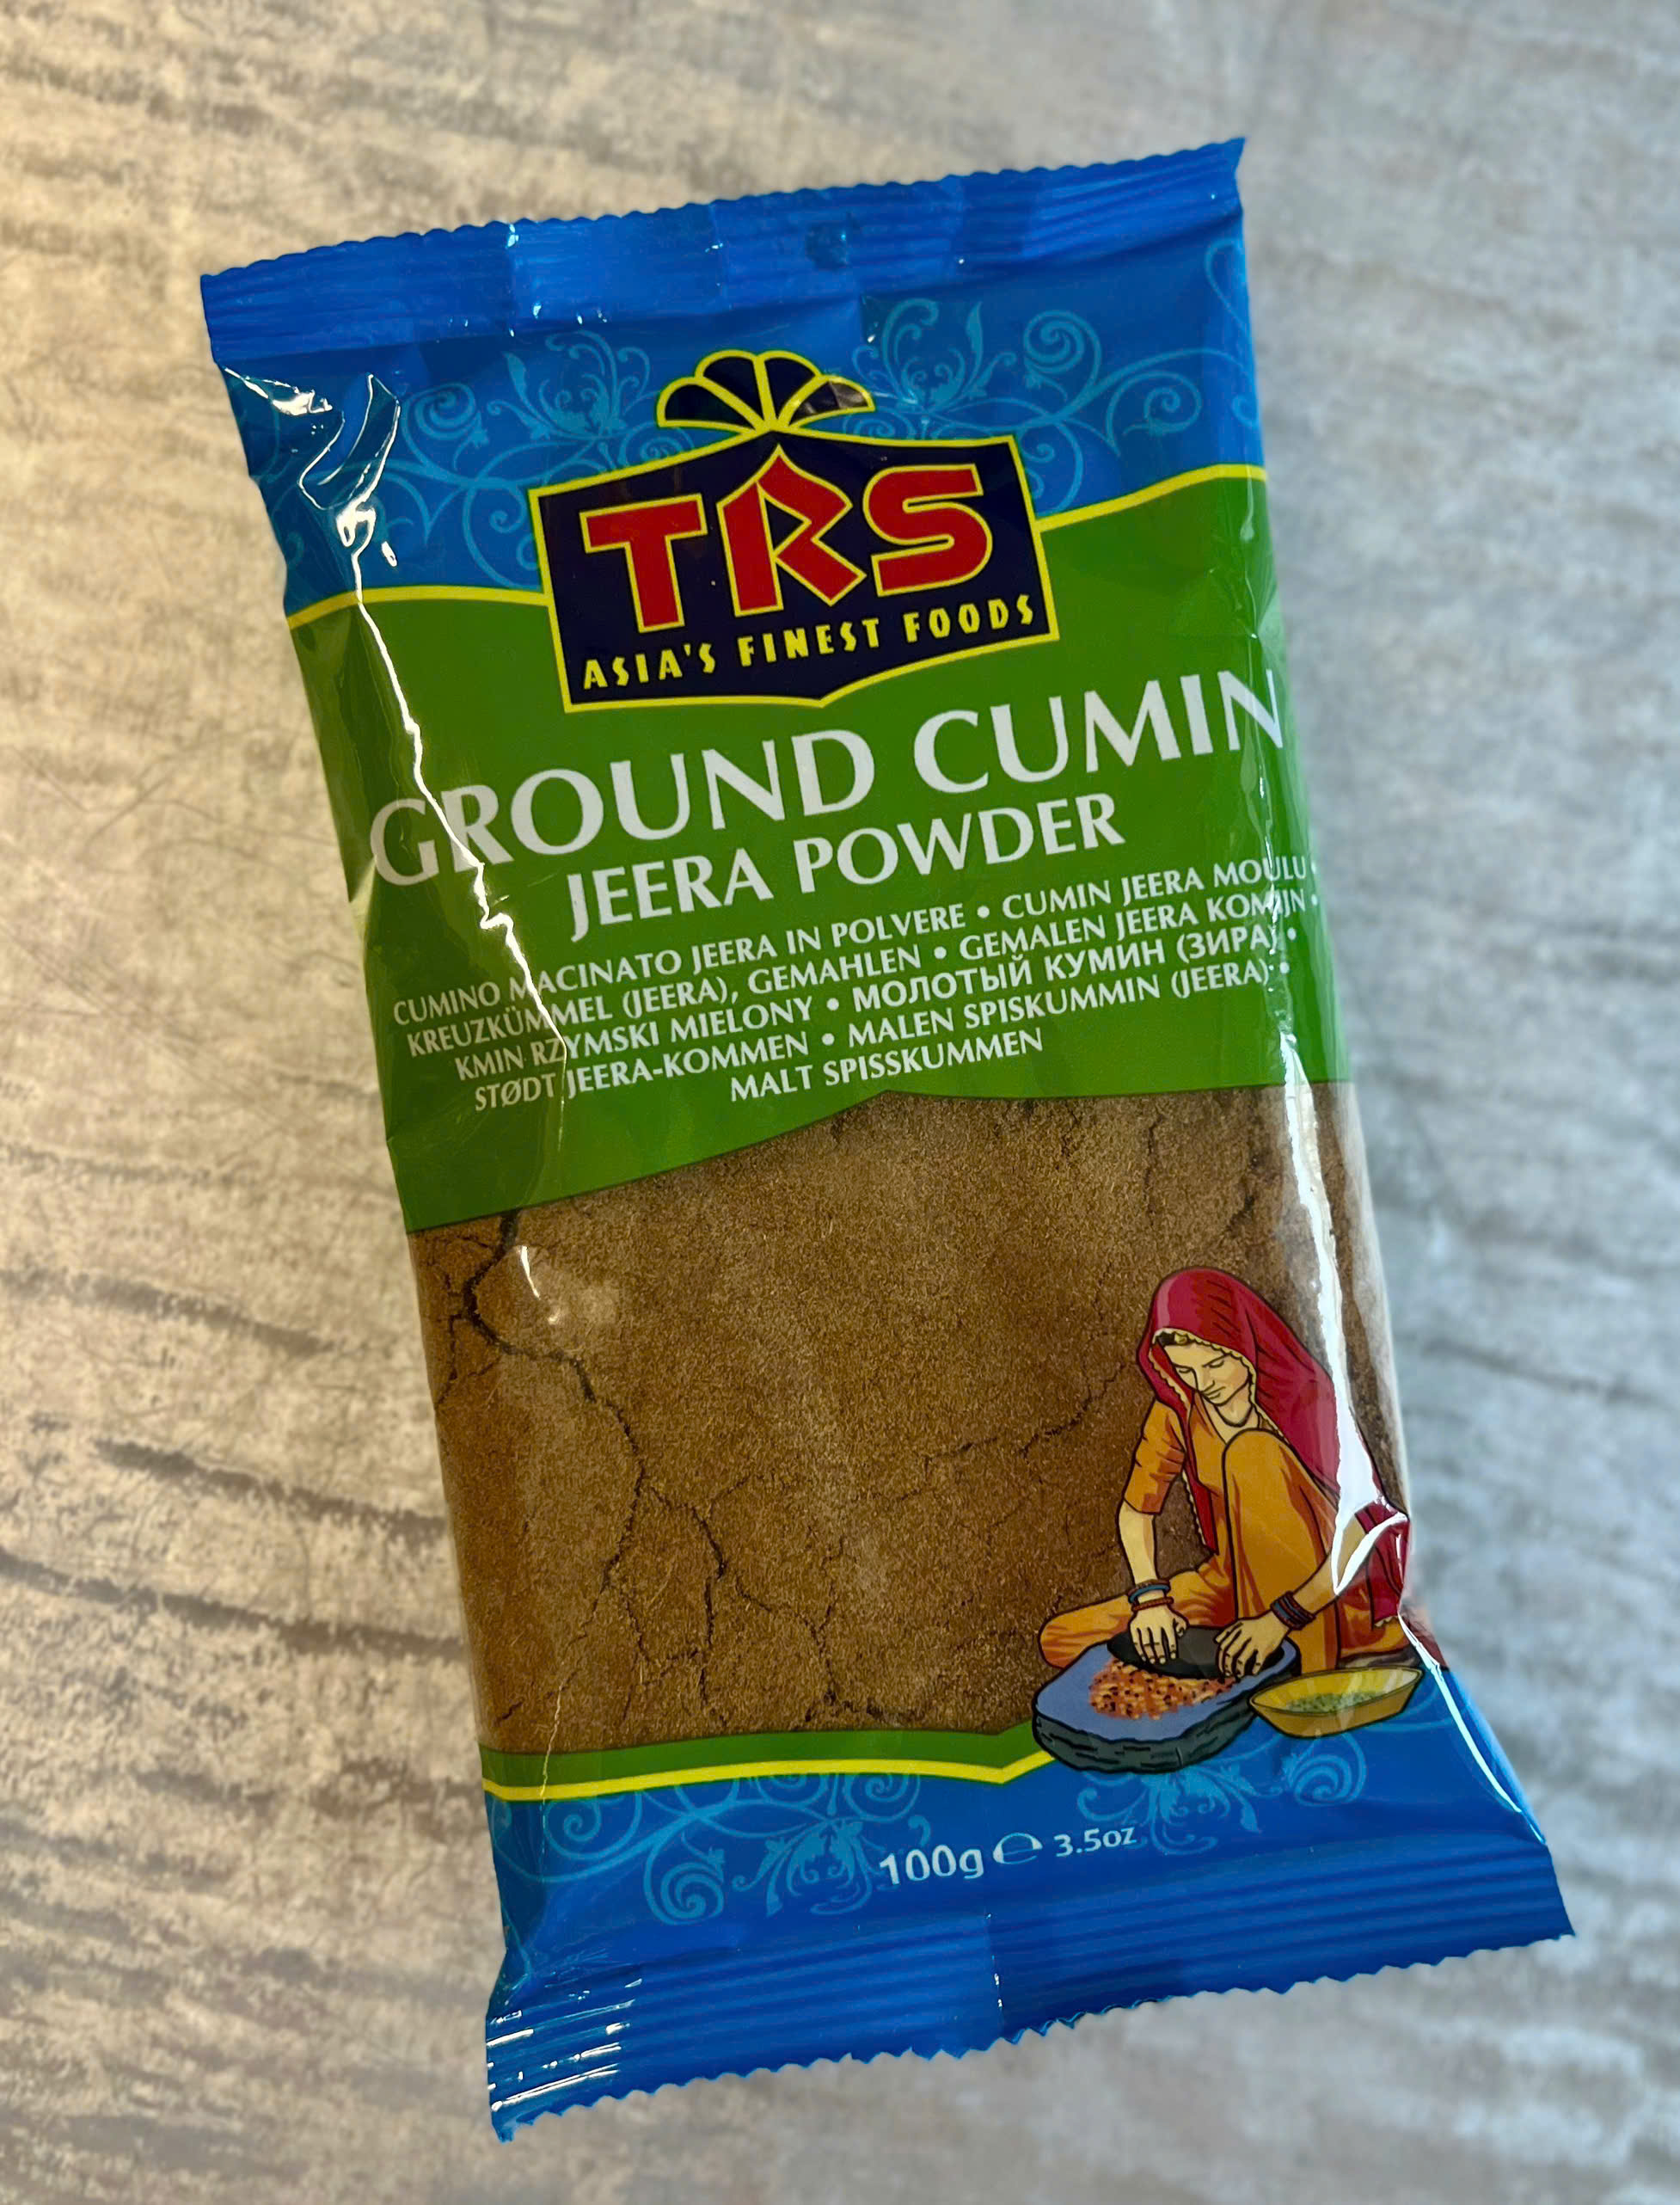 TRS
ASIA'S FINEST FOODS
GROUND CUMIN
JEERA POWDER
CUMINO MACINATO JEERA IN POLVERE • CUMIN JEERA MOULU •
KREUZKÜMMEL (JEERA), GEMAHLEN • GEMALEN JEERA KOMIJN •
KMIN RZYMSKI MIELONY • МОЛОТЫЙ КУМИН (ЗИРА) •
STØDT JEERA-KOMMEN • MALEN SPISKUMMIN (JEERA) •
MALT SPISSKUMMEN
100g ℮ 3.5oz